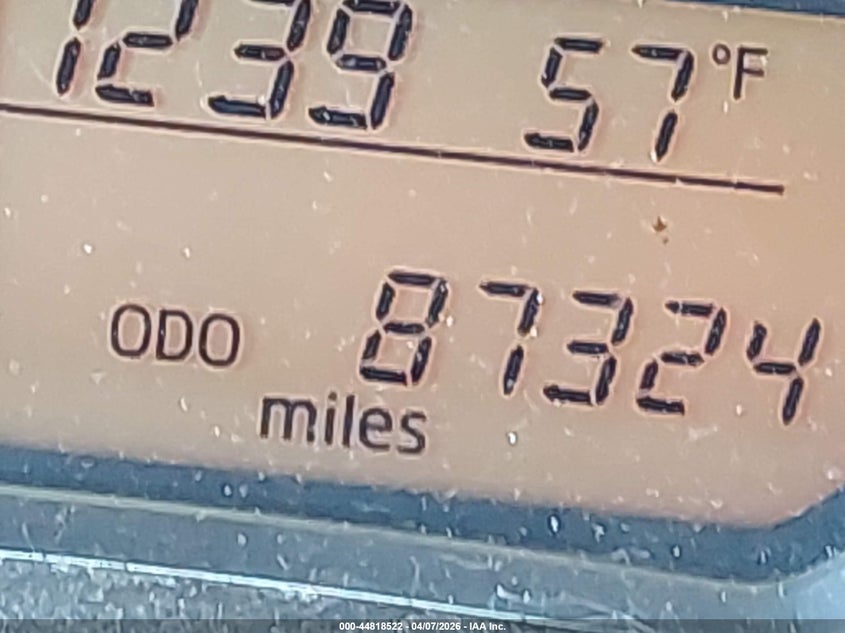 1239 57°F
ODO 87324
miles
000-44818522 - 04/07/2026 - IAA Inc.